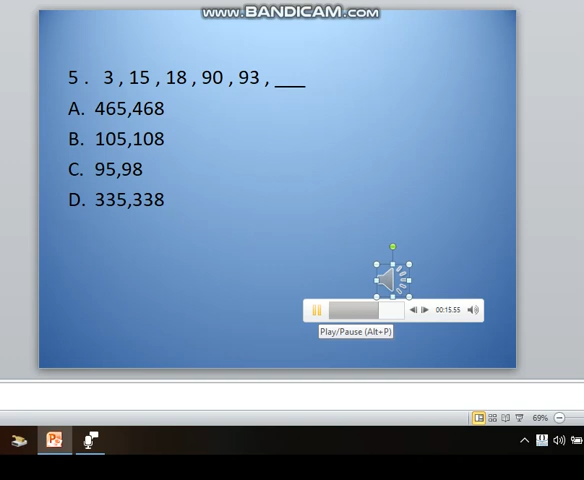 www.BANDICAM.com
5 . 3 , 15 , 18 , 90 , 93 , ___
A. 465,468
B. 105,108
C. 95,98
D. 335,338
00:15.55
Play/Pause (Alt+P)
69%